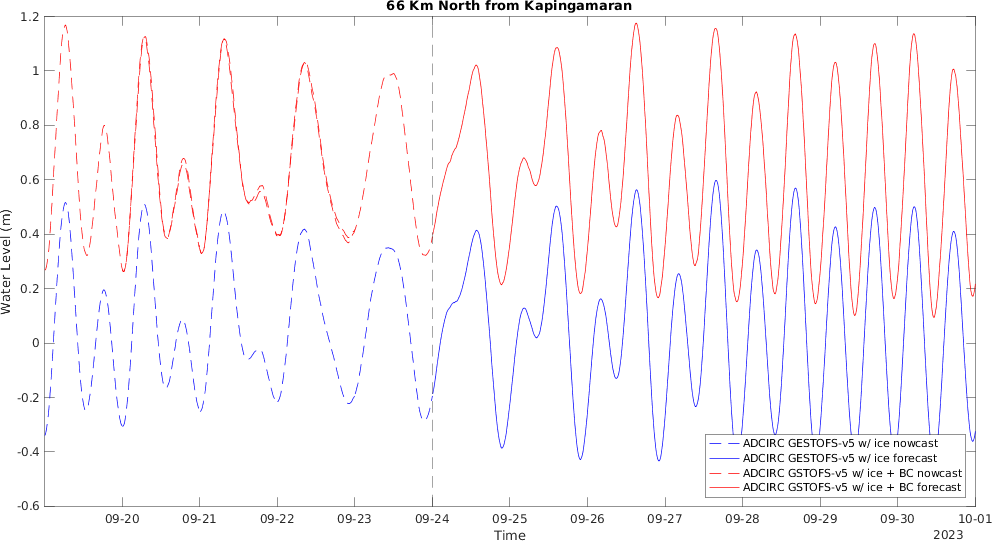 66 Km North from Kapingamaran
1.2
1
0.8
0.6
0.4
0.2
0
-0.2
-0.4
-0.6
Water Level (m)
ADCIRC GESTOFS-v5 w/ ice nowcast
ADCIRC GESTOFS-v5 w/ ice forecast
ADCIRC GSTOFS-v5 w/ ice + BC nowcast
ADCIRC GSTOFS-v5 w/ ice + BC forecast
09-20 09-21 09-22 09-23 09-24 09-25 09-26 09-27 09-28 09-29 09-30 10-01
Time
2023